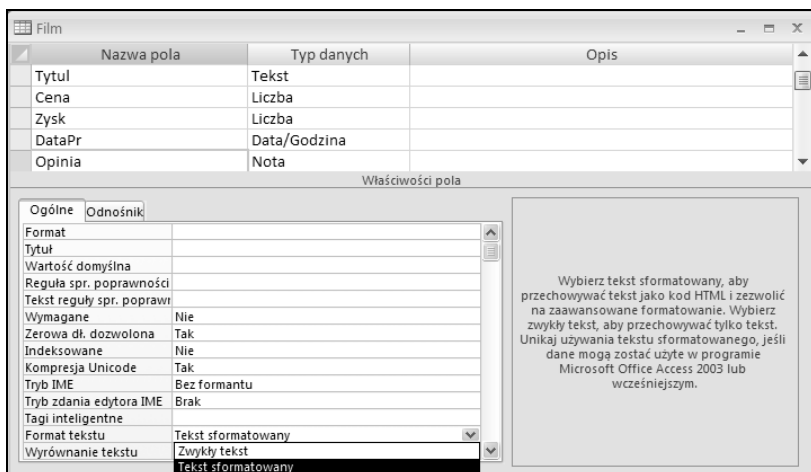 Film
Nazwa pola Typ danych Opis
Tytul Tekst
Cena Liczba
Zysk Liczba
DataPr Data/Godzina
Opinia Nota
Właściwości pola
Ogólne Odnośnik
Format
Tytuł
Wartość domyślna
Reguła spr. poprawności
Tekst reguły spr. poprawr
Wymagane Nie
Zerowa dł. dozwolona Tak
Indeksowane Nie
Kompresja Unicode Tak
Tryb IME Bez formantu
Tryb zdania edytora IME Brak
Tagi inteligentne
Format tekstu Tekst sformatowany
Wyrównanie tekstu Zwykły tekst
Tekst sformatowany
Wybierz tekst sformatowany, aby
przechowywać tekst jako kod HTML i zezwolić
na zaawansowane formatowanie. Wybierz
zwykły tekst, aby przechowywać tylko tekst.
Unikaj używania tekstu sformatowanego, jeśli
dane mogą zostać użyte w programie
Microsoft Office Access 2003 lub
wcześniejszym.